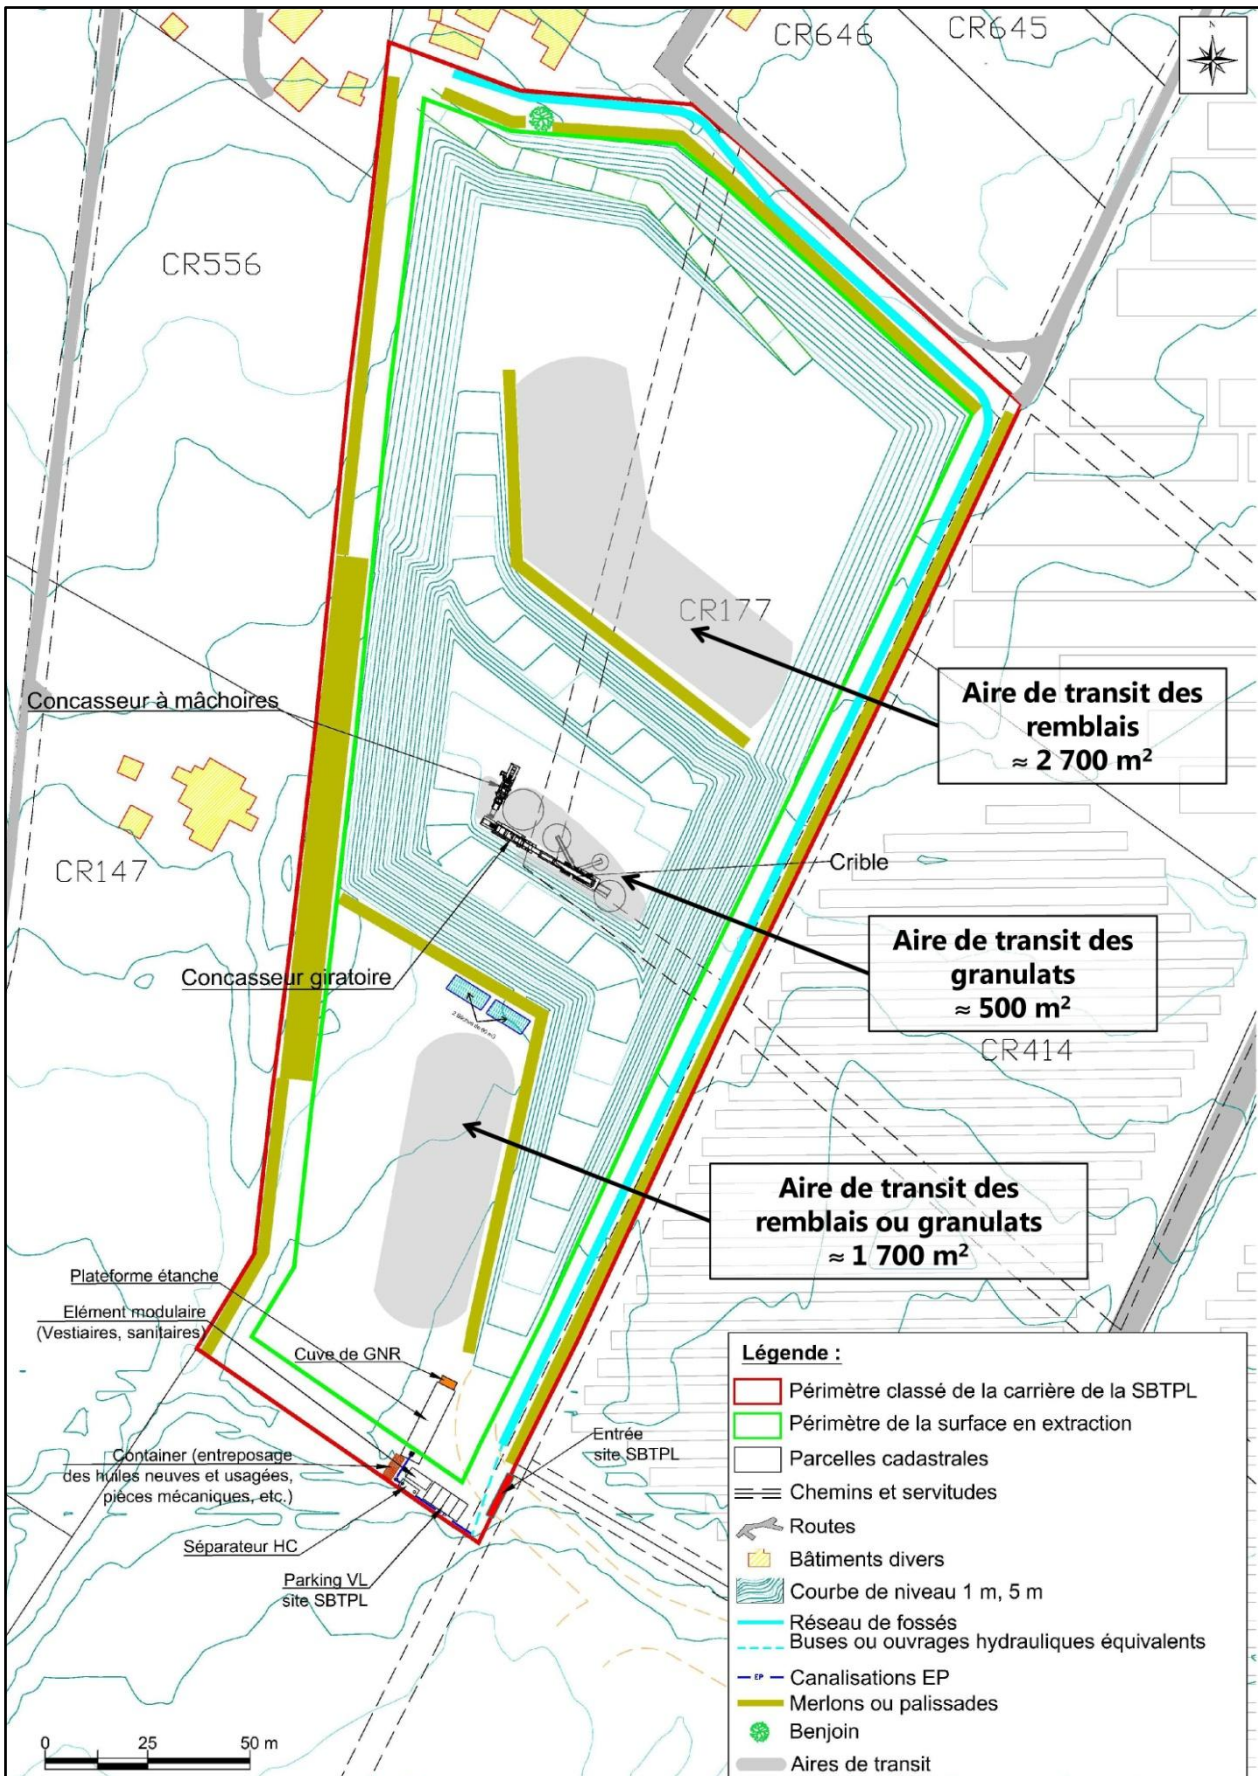 CR646
CR645
N
CR556
CR177
Concasseur à mâchoires
Aire de transit des
remblais
≈ 2 700 m²
CR147
Crible
Aire de transit des
granulats
≈ 500 m²
Concasseur giratoire
CR414
Aire de transit des
remblais ou granulats
≈ 1 700 m²
Plateforme étanche
Elément modulaire
(Vestiaires, sanitaires)
Cuve de GNR
Entrée
site SBTPL
Container (entreposage
des huiles neuves et usagées,
pièces mécaniques, etc.)
Séparateur HC
Parking VL
site SBTPL
Légende :
Périmètre classé de la carrière de la SBTPL
Périmètre de la surface en extraction
Parcelles cadastrales
Chemins et servitudes
Routes
Bâtiments divers
Courbe de niveau 1 m, 5 m
Réseau de fossés
Buses ou ouvrages hydrauliques équivalents
EP
Canalisations EP
Merlons ou palissades
Benjoin
Aires de transit
0 25 50 m